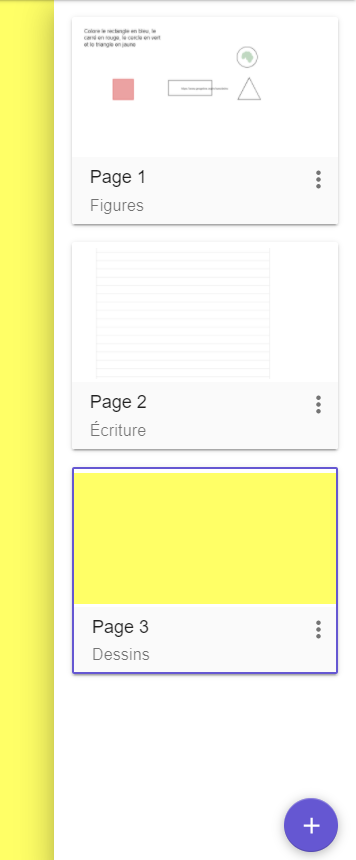 Colore le rectangle en bleu, le
carré en rouge, le cercle en vert
et le triangle en jaune
Page 1
Figures
Page 2
Écriture
Page 3
Dessins